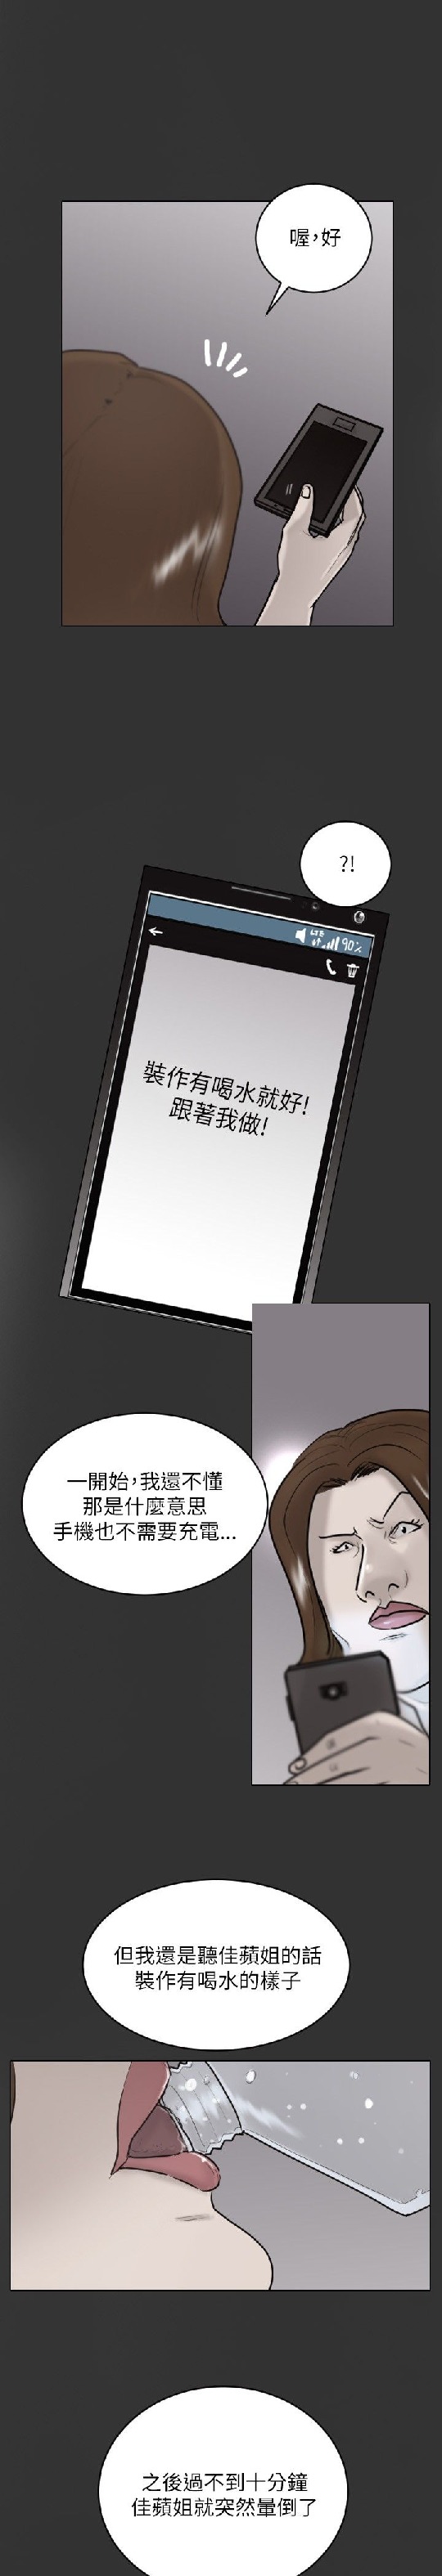 喔，好
?!
LTE
90%
裝作有喝水就好!
跟著我做!
一開始，我還不懂
那是什麼意思
手機也不需要充電...
但我還是聽佳蘋姐的話
裝作有喝水的樣子
之後過不到十分鐘
佳蘋姐就突然暈倒了